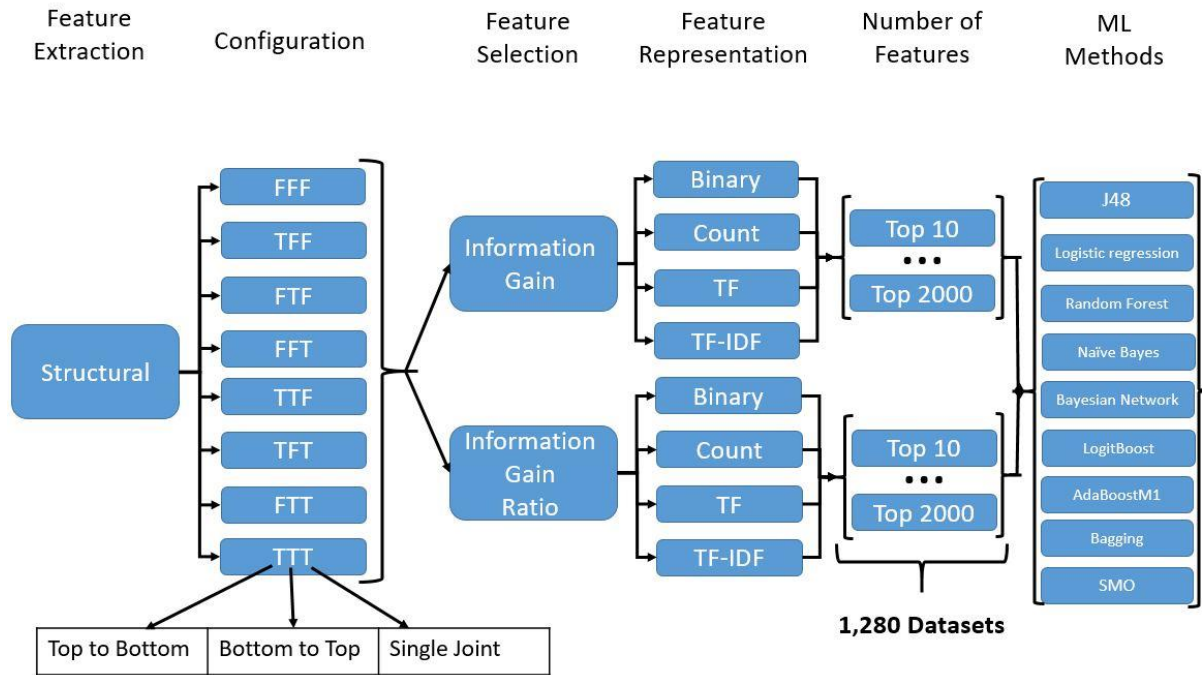 Feature
Extraction
Configuration
Feature
Selection
Feature
Representation
Number of
Features
ML
Methods
Structural
FFF
TFF
FTF
FFT
TTF
TFT
FTT
TTT
Top to Bottom
Bottom to Top
Single Joint
Information
Gain
Information
Gain
Ratio
Binary
Count
TF
TF-IDF
Binary
Count
TF
TF-IDF
Top 10
...
Top 2000
Top 10
...
Top 2000
1,280 Datasets
J48
Logistic regression
Random Forest
Naïve Bayes
Bayesian Network
LogitBoost
AdaBoostM1
Bagging
SMO